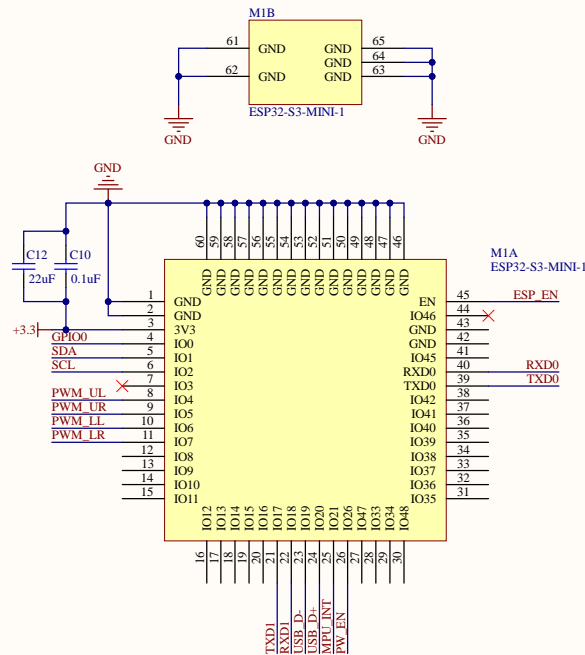 M1B
61 GND GND 65
GND 64
62 GND GND 63
ESP32-S3-MINI-1
GND GND
GND
60 59 58 57 56 55 54 53 52 51 50 49 48 47 46
GND GND GND GND GND GND GND GND GND GND GND GND GND GND GND
C12 C10
22uF 0.1uF
M1A
ESP32-S3-MINI-1
1 GND EN 45 ESP_EN
2 GND IO46 44
+3.3 3 3V3 GND 43
GPIO0 4 IO0 GND 42
SDA 5 IO1 IO45 41
SCL 6 IO2 RXD0 40 RXD0
7 IO3 TXD0 39 TXD0
PWM_UL 8 IO4 IO42 38
PWM_UR 9 IO5 IO41 37
PWM_LL 10 IO6 IO40 36
PWM_LR 11 IO7 IO39 35
12 IO8 IO38 34
13 IO9 IO37 33
14 IO10 IO36 32
15 IO11 IO35 31
IO12 IO13 IO14 IO15 IO16 IO17 IO18 IO19 IO20 IO21 IO26 IO47 IO33 IO34 IO48
16 17 18 19 20 21 22 23 24 25 26 27 28 29 30
TXD1 RXD1 USB_D- USB_D+ MPU_INT PW_EN